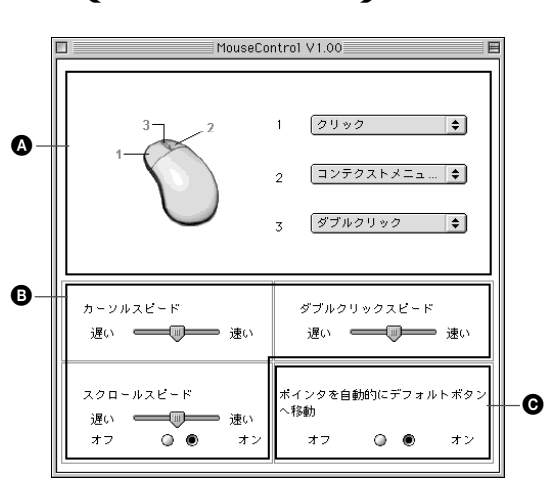 MouseControl V1.00
A
3
2
1
1 クリック
2 コンテクストメニュ...
3 ダブルクリック
B
カーソルスピード
遅い 速い
ダブルクリックスピード
遅い 速い
スクロールスピード
遅い 速い
オフ オン
ポインタを自動的にデフォルトボタン
へ移動
オフ オン
C